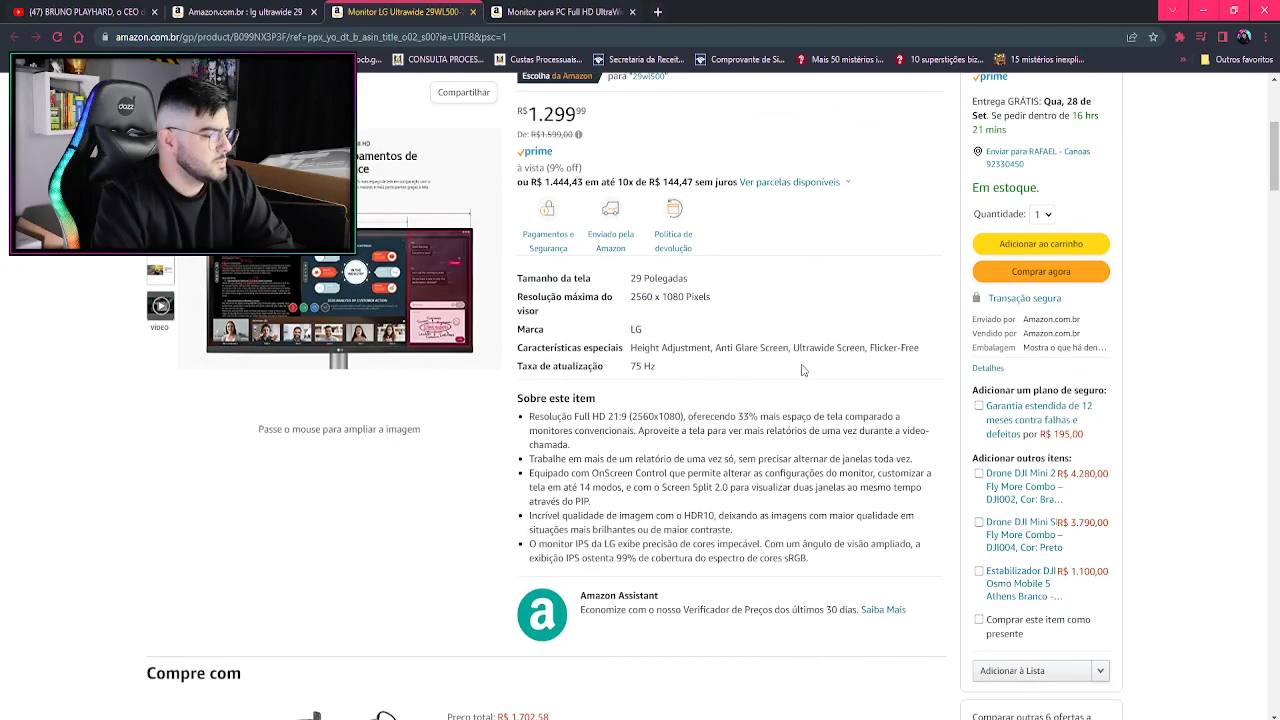 (47) BRUNO PLAYHARD, o CEO d
Amazon.com.br : lg ultrawide 29
Monitor LG Ultrawide 29WL500-
Monitor para PC Full HD UltraWi
amazon.com.br/gp/product/B099NX3P3F/ref=ppx_yo_dt_b_asin_title_o02_s00?ie=UTF8&psc=1
CONSULTA PROCES...
Custas Processuais -...
Secretaria da Receit...
Comprovante de Si...
Mais 50 mistérios i...
10 superposições biz...
15 mistérios inexpli...
Outros favoritos
dazz
Compartilhar
Escolha da Amazon para "29wl500"
R$ 1.299 99
De: R$1.599,00
prime
à vista (9% off)
ou R$ 1.444,43 em até 10x de R$ 144,47 sem juros Ver parcelas disponíveis
Pagamentos e Segurança
Enviado pela Amazon
Política de devolução
Tamanho da tela 29 Polegadas
Resolução máxima do visor 2560 x 1080 Pixels
Marca LG
Características especiais Height Adjustment, Anti Glare Screen, Ultrawide Screen, Flicker-Free
Taxa de atualização 75 Hz
Sobre este item
Resolução Full HD 21:9 (2560x1080), oferecendo 33% mais espaço de tela comparado a
monitores convencionais. Aproveite a tela para ver mais relatórios de uma vez durante a video-
chamada.
Trabalhe em mais de um relatório de uma vez só, sem precisar alternar de janelas toda vez.
Equipado com OnScreen Control que permite alterar as configurações do monitor, customizar a
tela em até 14 modos, e com o Screen Split 2.0 para visualizar duas janelas ao mesmo tempo
através do PIP.
Incrível qualidade de imagem com o HDR10, deixando as imagens com maior qualidade em
situações mais brilhantes ou de maior contraste.
O monitor IPS da LG exibe precisão de cores impecável. Com um ângulo de visão ampliado, a
exibição IPS ostenta 99% de cobertura do espectro de cores sRGB.
Amazon Assistant
Economize com o nosso Verificador de Preços dos últimos 30 dias. Saiba Mais
VÍDEO
Passe o mouse para ampliar a imagem
Compre com
Preço total: R$ 1.702,58
prime
Entrega GRÁTIS: Qua, 28 de
Set. Se pedir dentro de 16 hrs
21 mins
Enviar para RAFAEL - Canoas
92330450
Em estoque.
Quantidade: 1
Adicionar ao carrinho
Comprar agora
Transação segura
Enviado por Amazon.com.br
Vendido por Amazon.com.br
Embalagem Mostra o que há den...
Detalhes
Adicionar um plano de seguro:
Garantia estendida de 12
meses contra falhas e
defeitos por R$ 195,00
Adicionar outros itens:
Drone DJI Mini 2 R$ 4.280,00
Fly More Combo –
DJI002, Cor: Bra...
Drone DJI Mini SE R$ 3.790,00
Fly More Combo –
DJI004, Cor: Preto
Estabilizador DJI R$ 1.100,00
Osmo Mobile 5
Athens Branco -...
Comprar este item como
presente
Adicionar à Lista
Comparar outras 6 ofertas a